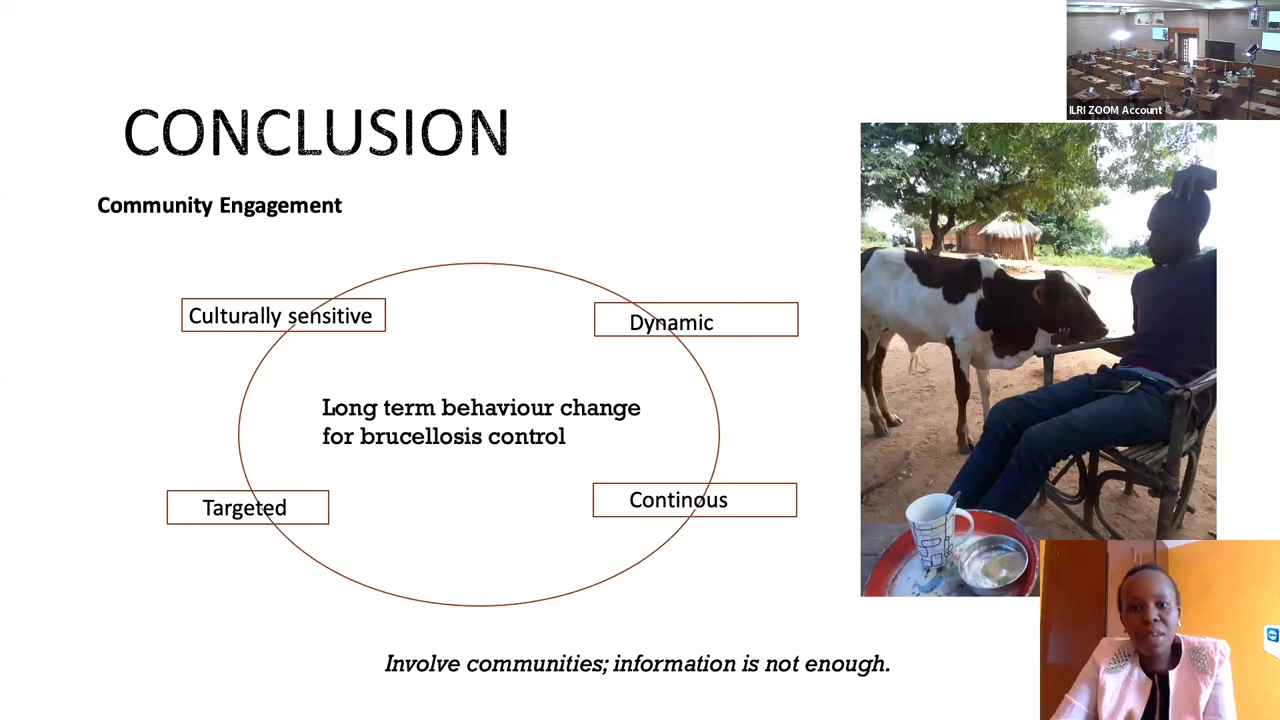 ILRI ZOOM Account
CONCLUSION
Community Engagement
Culturally sensitive
Dynamic
Long term behaviour change
for brucellosis control
Targeted
Continous
Involve communities; information is not enough.